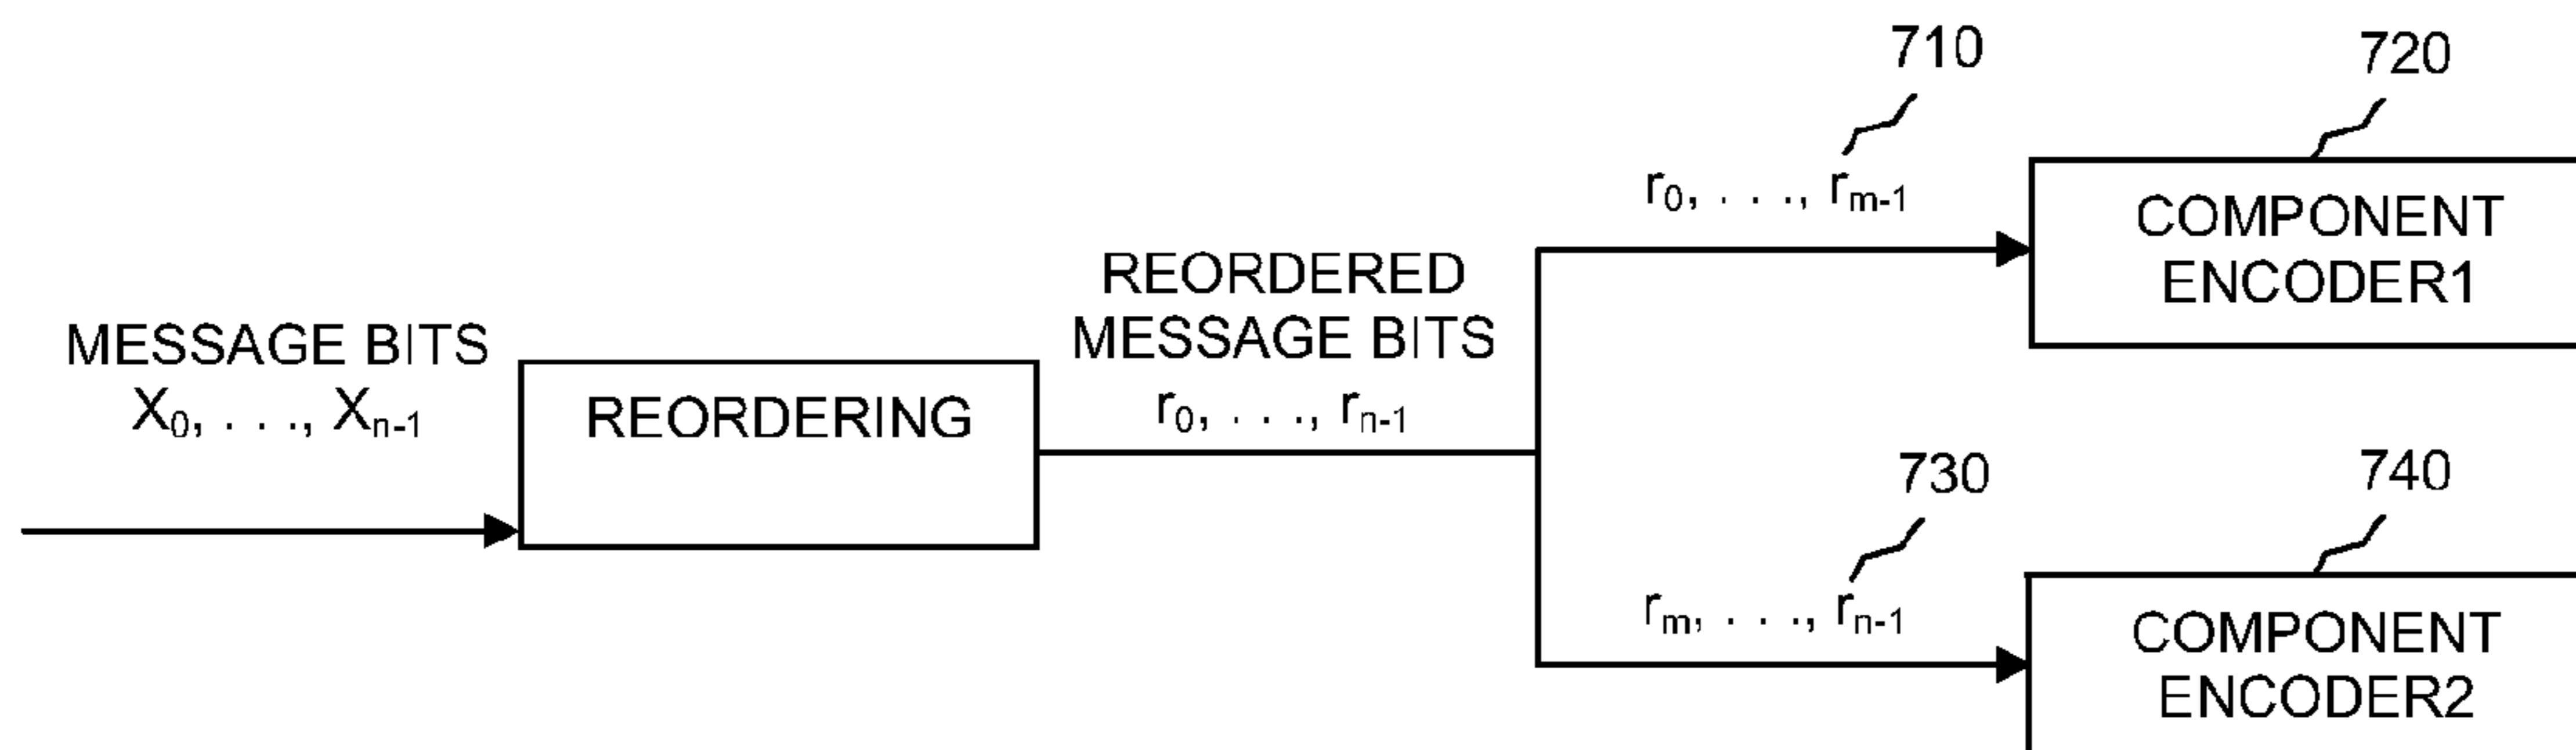 710
720
r0, . . ., rm-1
COMPONENT
ENCODER1
REORDERED
MESSAGE BITS
r0, . . ., rn-1
MESSAGE BITS
X0, . . ., Xn-1
REORDERING
730
740
rm, . . ., rn-1
COMPONENT
ENCODER2